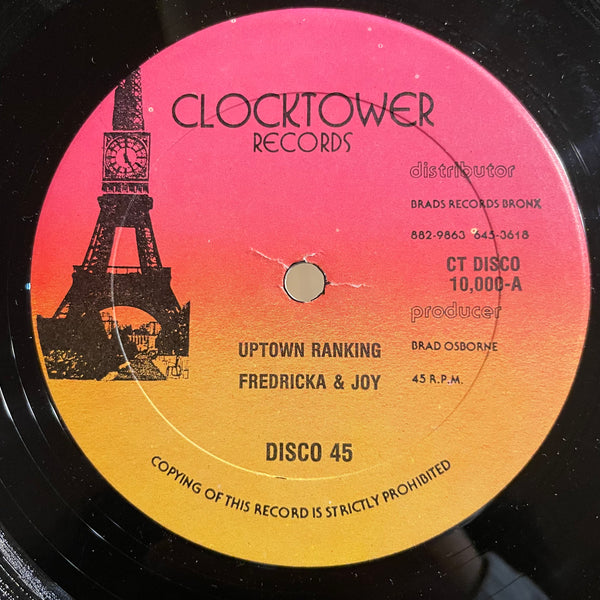 CLOCKTOWER
RECORDS
distributor
BRADS RECORDS BRONX
882-9863 645-3618
CT DISCO
10,000-A
producer
BRAD OSBORNE
45 R.P.M.
UPTOWN RANKING
FREDRICKA & JOY
DISCO 45
COPYING OF THIS RECORD IS STRICTLY PROHIBITED